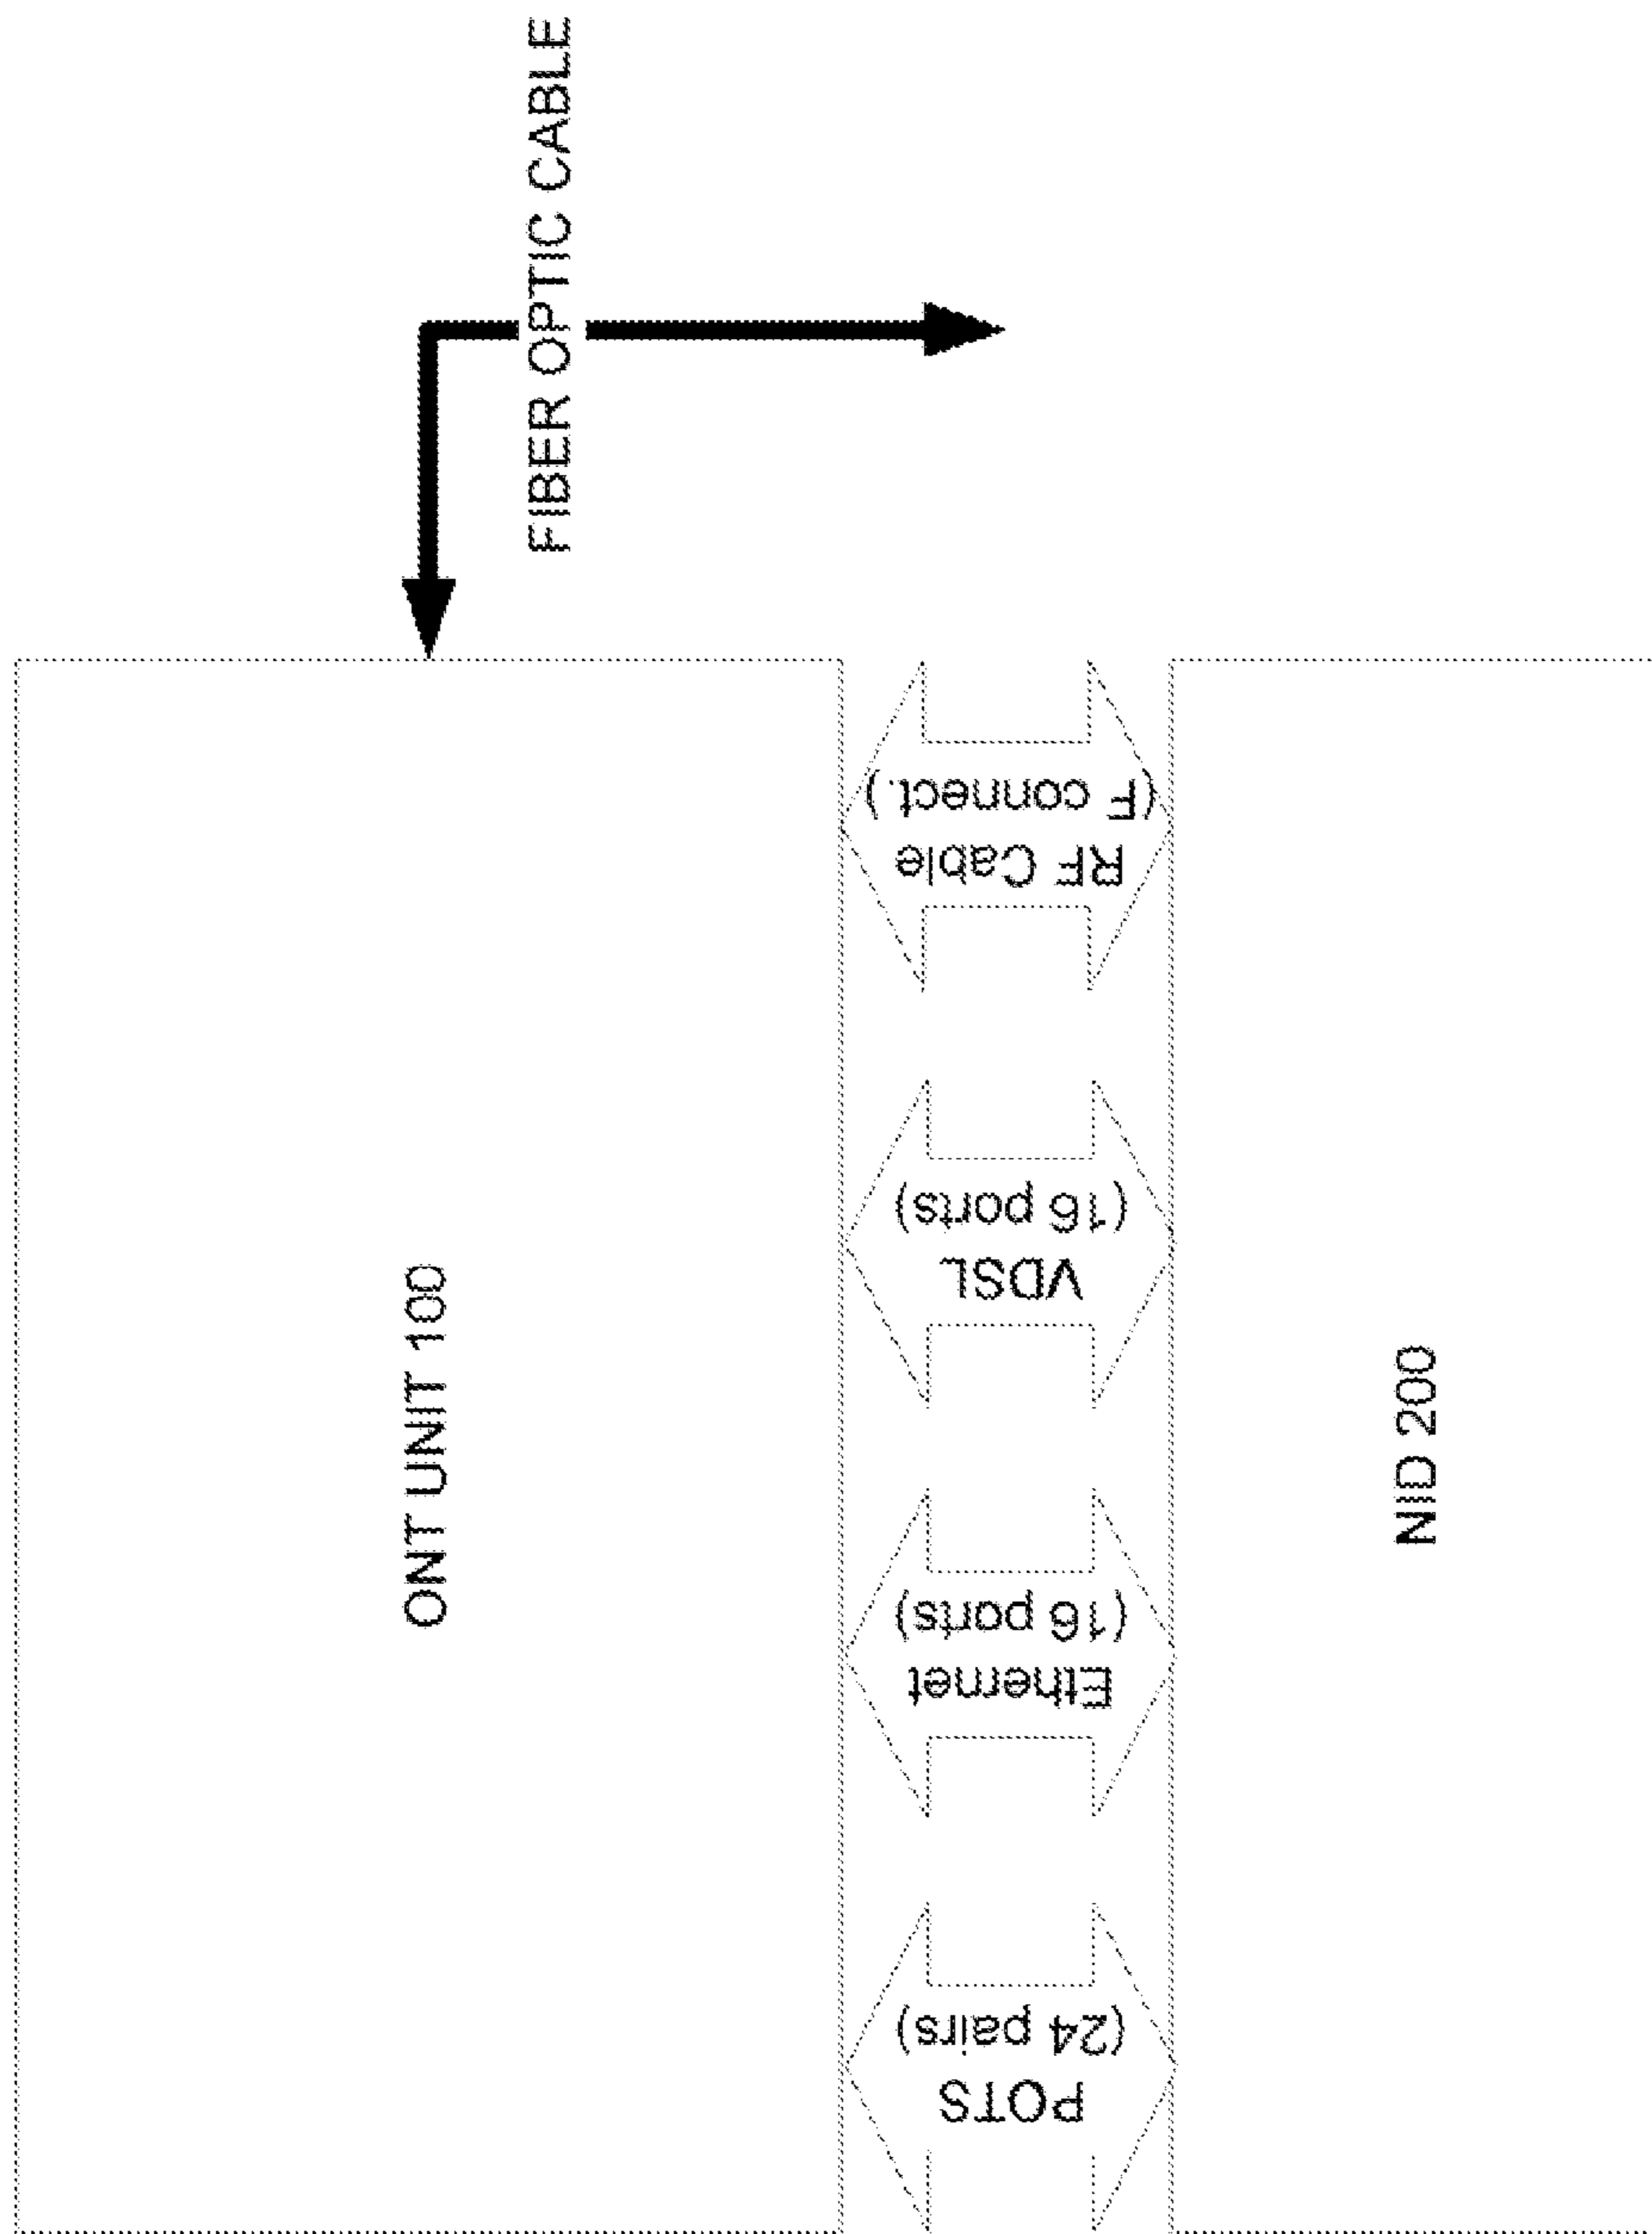 ONT UNIT 100
FIBER OPTIC CABLE
POTS
(24 pairs)
Ethernet
(16 ports)
VDSL
(16 ports)
RF Cable
(F connect.)
NID 200